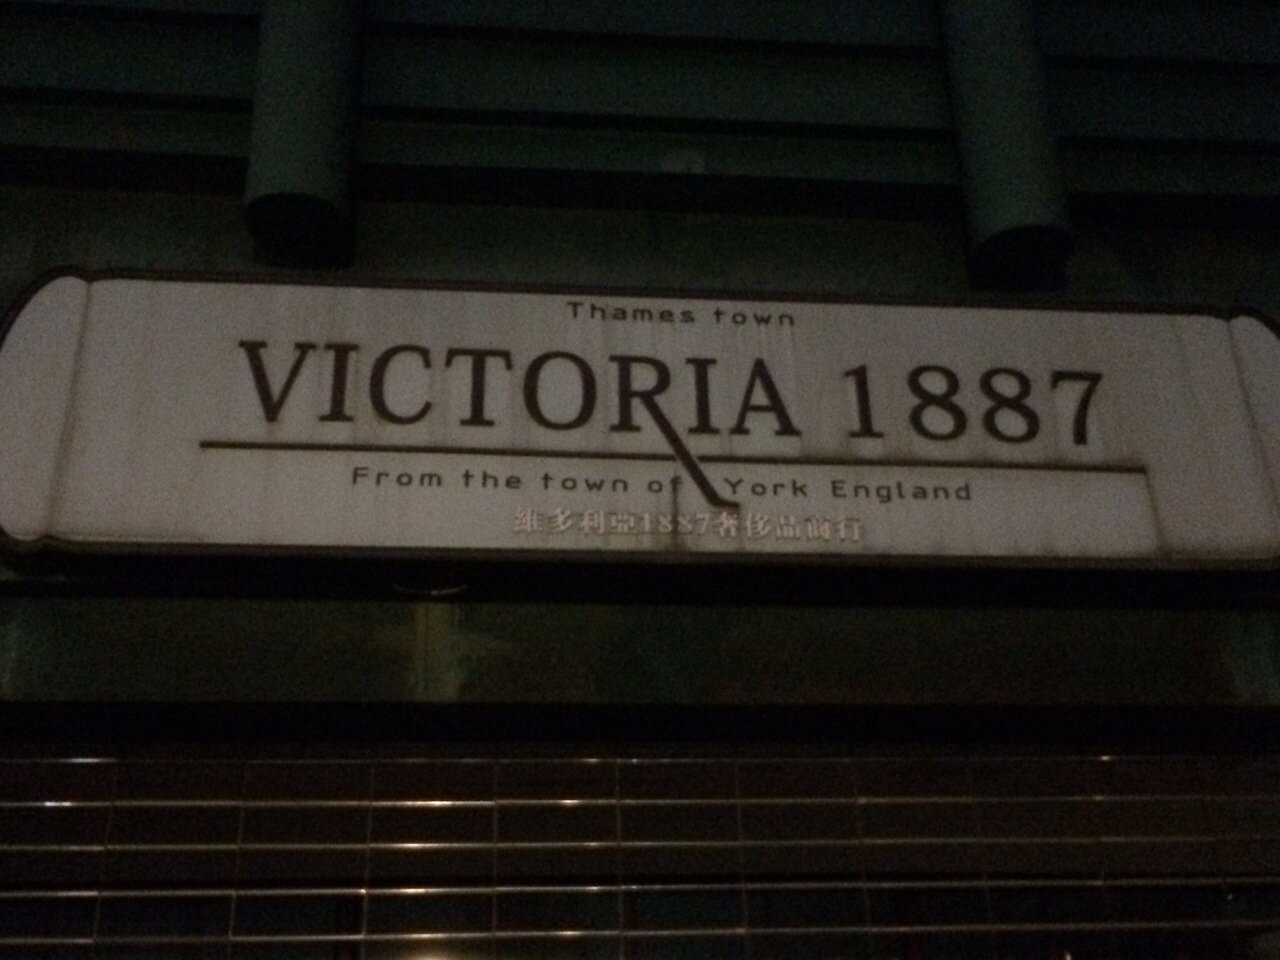 Thames town
VICTORIA 1887
From the town of York England
維多利亞1887奢侈品商行